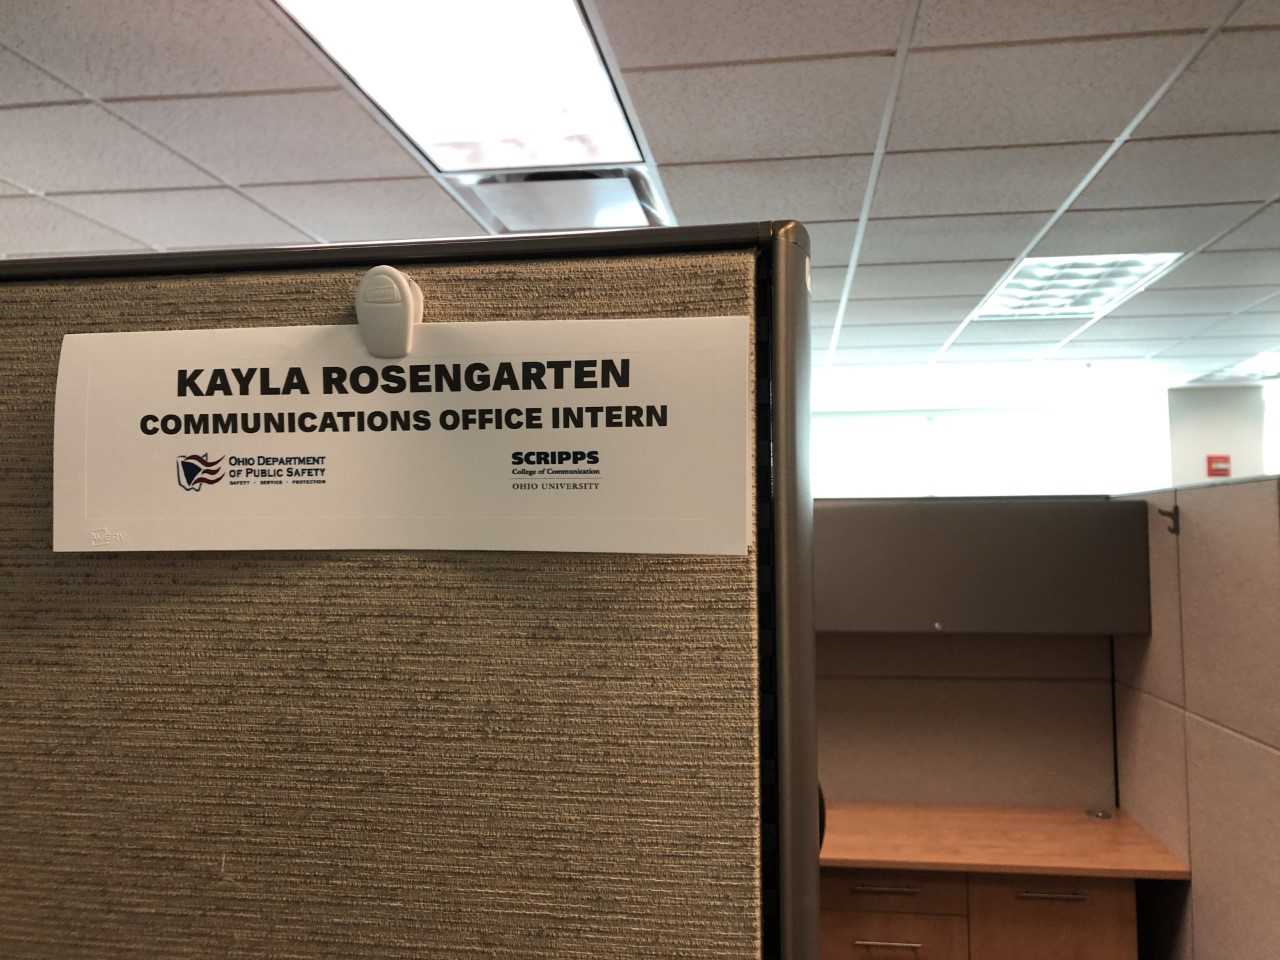 KAYLA ROSENGARTEN
COMMUNICATIONS OFFICE INTERN
OHIO DEPARTMENT
OF PUBLIC SAFETY
SAFETY · SERVICE · PROTECTION
SCRIPPS
College of Communication
OHIO UNIVERSITY
AVERY